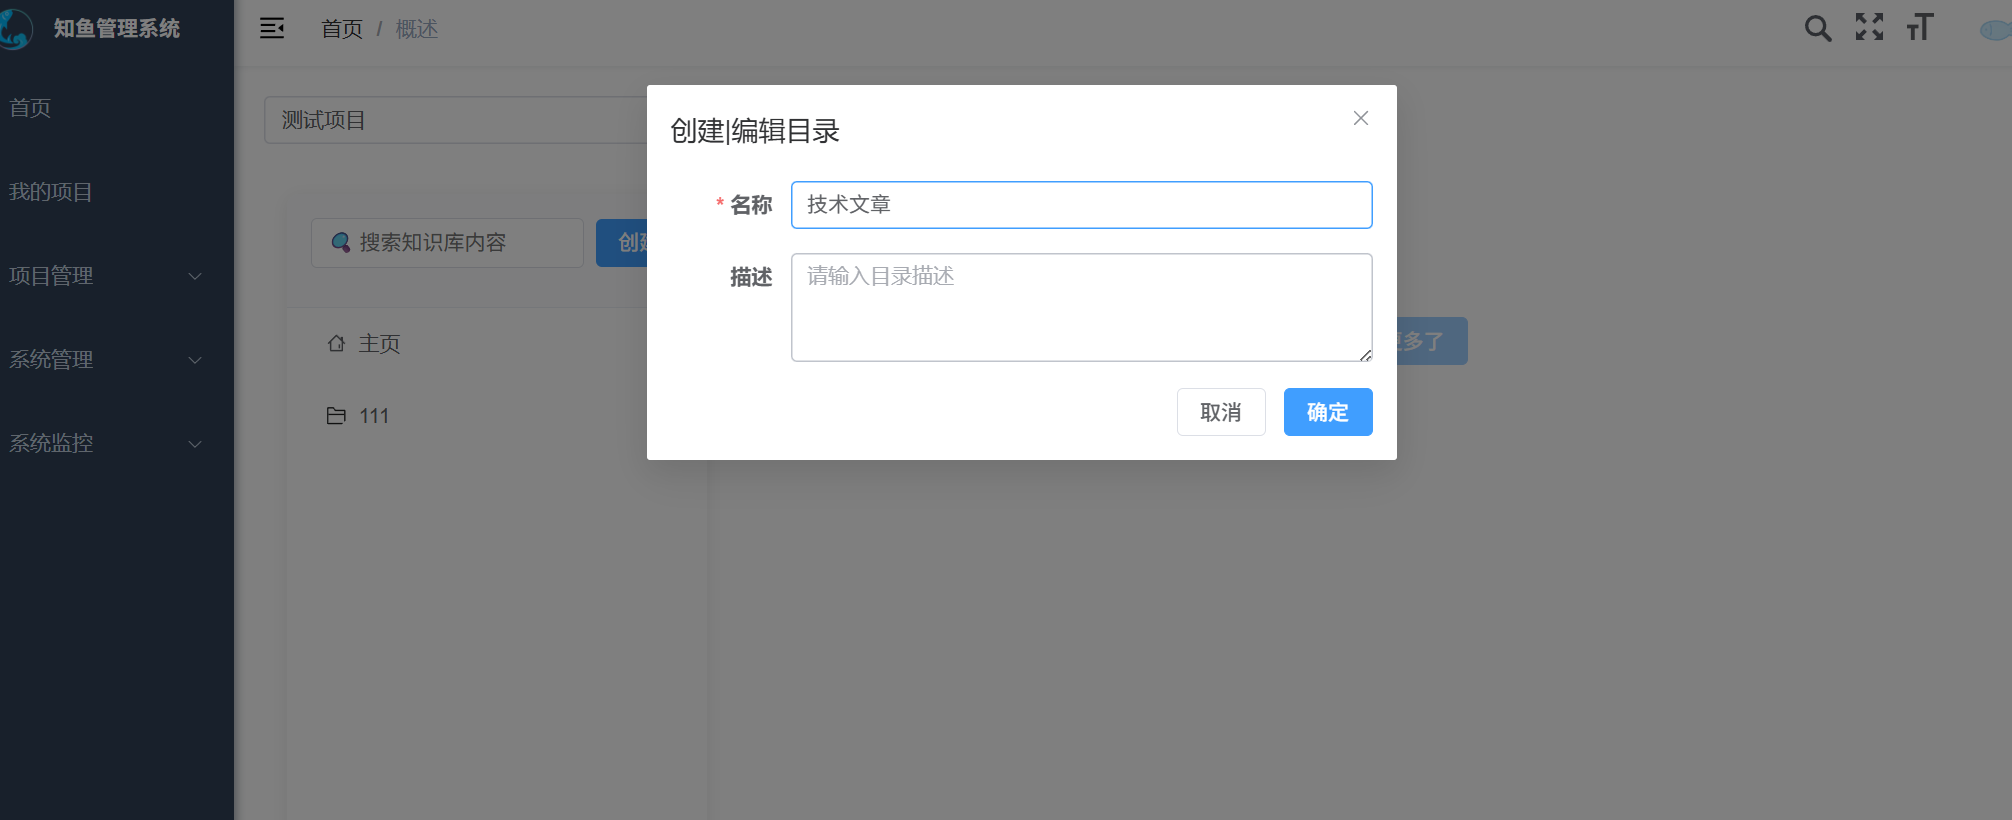 知鱼管理系统
首页 / 概述
首页
我的项目
项目管理
系统管理
系统监控
测试项目
搜索知识库内容
主页
111
创建|编辑目录
* 名称
技术文章
描述
请输入目录描述
取消
确定
多了